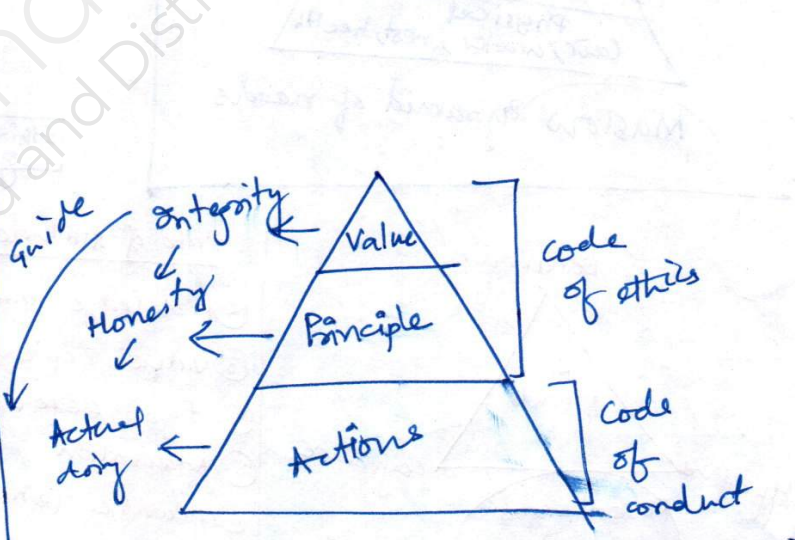 Guide
Integrity
Value
code
of ethics
Honesty
Principle
Actual
doing
Actions
Code
of
conduct